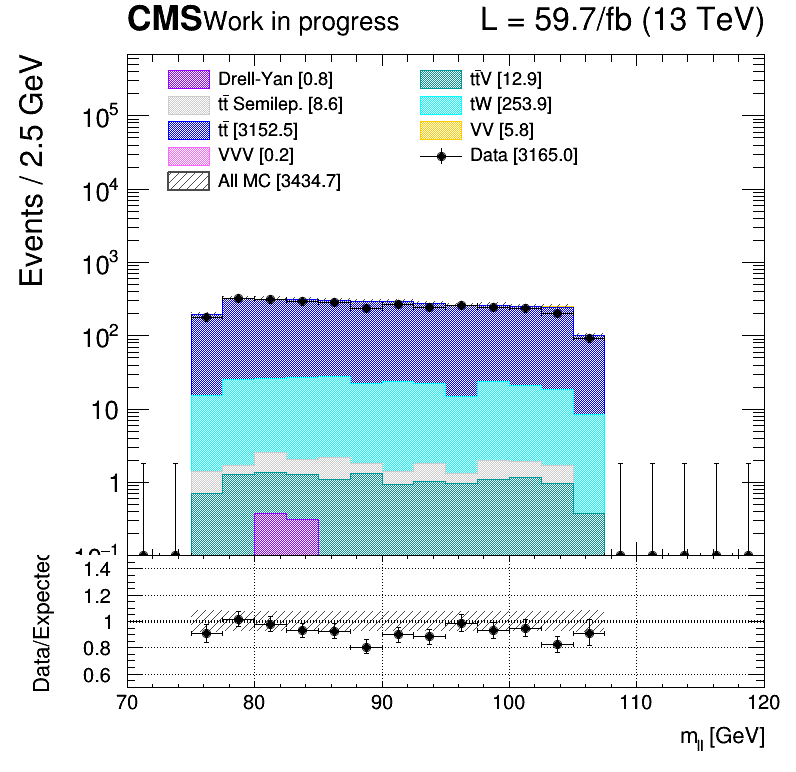 CMS Work in progress L = 59.7/fb (13 TeV)
Events / 2.5 GeV
Drell-Yan [0.8] tt̄V [12.9]
tt̄ Semilep. [8.6] tW [253.9]
tt̄ [3152.5] VV [5.8]
VVV [0.2] Data [3165.0]
All MC [3434.7]
10⁵
10⁴
10³
10²
10
1
10⁻¹
Data/Expected
1.4
1.2
1
0.8
0.6
70 80 90 100 110 120
m_ll [GeV]